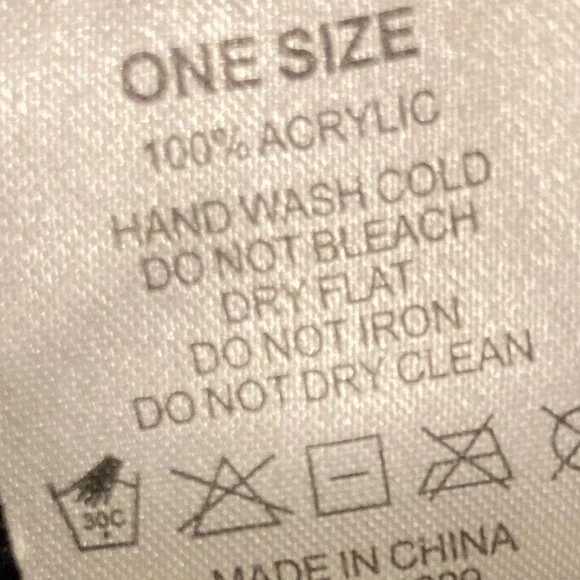 ONE SIZE
100% ACRYLIC
HAND WASH COLD
DO NOT BLEACH
DRY FLAT
DO NOT IRON
DO NOT DRY CLEAN
30C
MADE IN CHINA